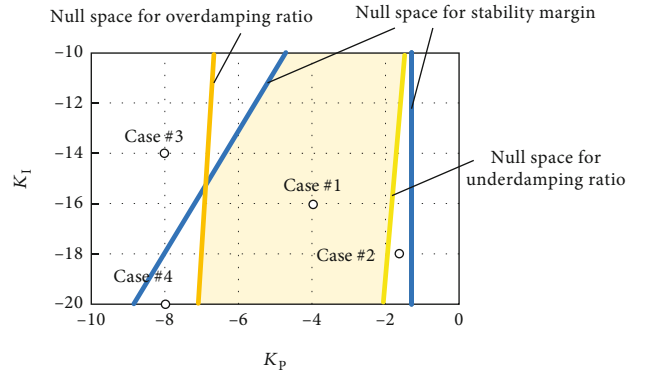 Null space for overdamping ratio
Null space for stability margin
−10
−12
−14
−16
−18
−20
K_I
Case #3
Case #1
Case #2
Case #4
Null space for
underdamping ratio
−10
−8
−6
−4
−2
0
K_P